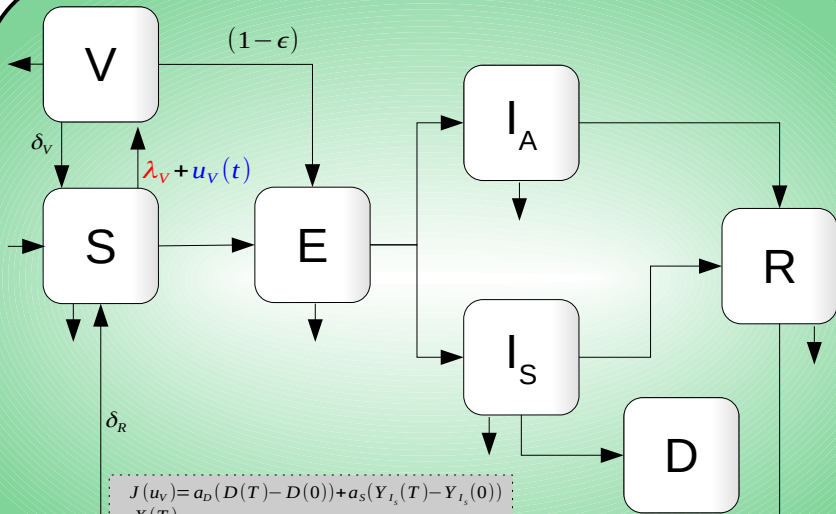 V
(1−ϵ)
I_A
δ_V
λ_V+u_V(t)
S
E
R
I_S
δ_R
D
J(u_V)=a_D(D(T)−D(0))+a_S(Y_{I_s}(T)−Y_{I_s}(0))